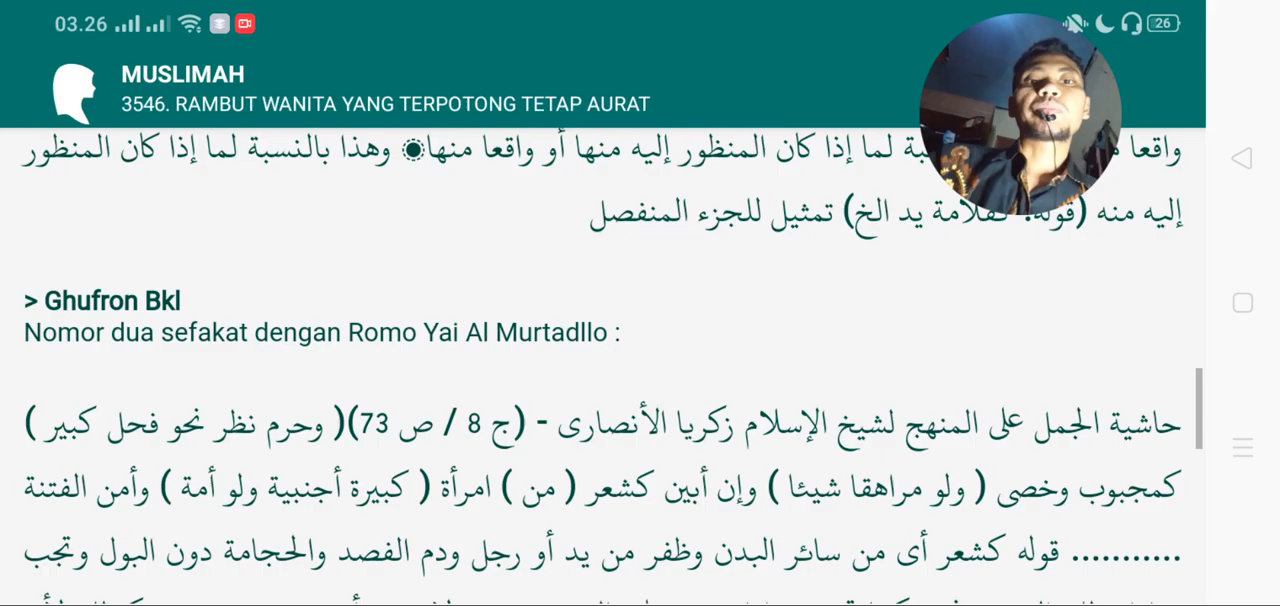 03.26
26
MUSLIMAH
3546. RAMBUT WANITA YANG TERPOTONG TETAP AURAT
واقعا بة لما إذا كان المنظور إليه منها أو واقعا منها وهذا بالنسبة لما إذا كان المنظور
إليه منه (قوله: كقلامة يد الخ) تمثيل للجزء المنفصل
> Ghufron Bkl
Nomor dua sefakat dengan Romo Yai Al Murtadllo :
حاشية الجمل على المنهج لشيخ الإسلام زكريا الأنصارى - (ج 8 / ص 73)( وحرم نظر نحو فحل كبير )
كمجبوب وخصى ( ولو مراهقا شيئا ) وإن أبين كشعر ( من ) امرأة ( كبيرة أجنبية ولو أمة ) وأمن الفتنة
........... قوله كشعر أى من سائر البدن وظفر من يد أو رجل ودم الفصد والحجامة دون البول وتجب